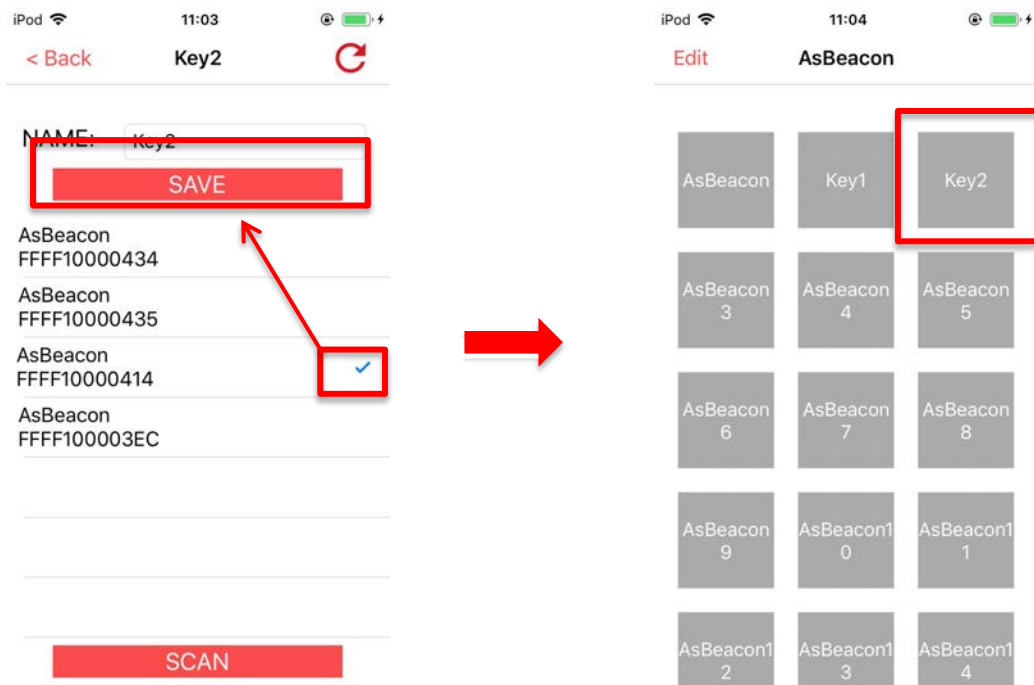 iPod 11:03
< Back Key2
NAME: Key2
SAVE
AsBeacon
FFFF10000434
AsBeacon
FFFF10000435
AsBeacon
FFFF10000414
AsBeacon
FFFF100003EC
SCAN
iPod 11:04
Edit AsBeacon
AsBeacon
Key1
Key2
AsBeacon
3
AsBeacon
4
AsBeacon
5
AsBeacon
6
AsBeacon
7
AsBeacon
8
AsBeacon
9
AsBeacon1
0
AsBeacon1
1
AsBeacon1
2
AsBeacon1
3
AsBeacon1
4